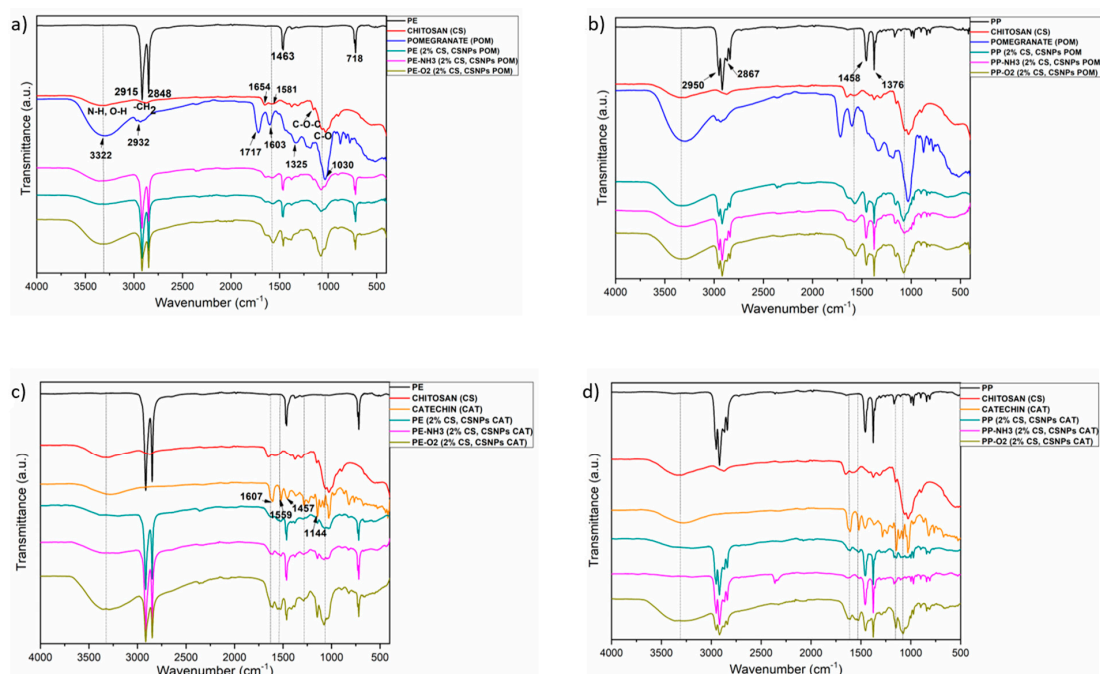 a)
PE
CHITOSAN (CS)
POMEGRANATE (POM)
PE (2% CS, CSNPs POM)
PE-NH3 (2% CS, CSNPs POM)
PE-O2 (2% CS, CSNPs POM)
1463
718
2915
2848
1654
1581
N-H, O-H
-CH2
C-O-C
C-O
3322
2932
1717
1603
1325
1030
Transmittance (a.u.)
4000 3500 3000 2500 2000 1500 1000 500
Wavenumber (cm-1)
b)
PP
CHITOSAN (CS)
POMEGRANATE (POM)
PP (2% CS, CSNPs POM
PP-NH3 (2% CS, CSNPs POM)
PP-O2 (2% CS, CSNPs POM)
2950
2867
1458
1376
Transmittance (a.u.)
4000 3500 3000 2500 2000 1500 1000 500
Wavenumber (cm-1)
c)
PE
CHITOSAN (CS)
CATECHIN (CAT)
PE (2% CS, CSNPs CAT)
PE-NH3 (2% CS, CSNPs CAT)
PE-O2 (2% CS, CSNPs CAT)
1607
1559
1457
1144
Transmittance (a.u.)
4000 3500 3000 2500 2000 1500 1000 500
Wavenumber (cm-1)
d)
PP
CHITOSAN (CS)
CATECHIN (CAT)
PP (2% CS, CSNPs CAT)
PP-NH3 (2% CS, CSNPs CAT)
PP-O2 (2% CS, CSNPs CAT)
Transmittance (a.u.)
4000 3500 3000 2500 2000 1500 1000 500
Wavenumber (cm-1)